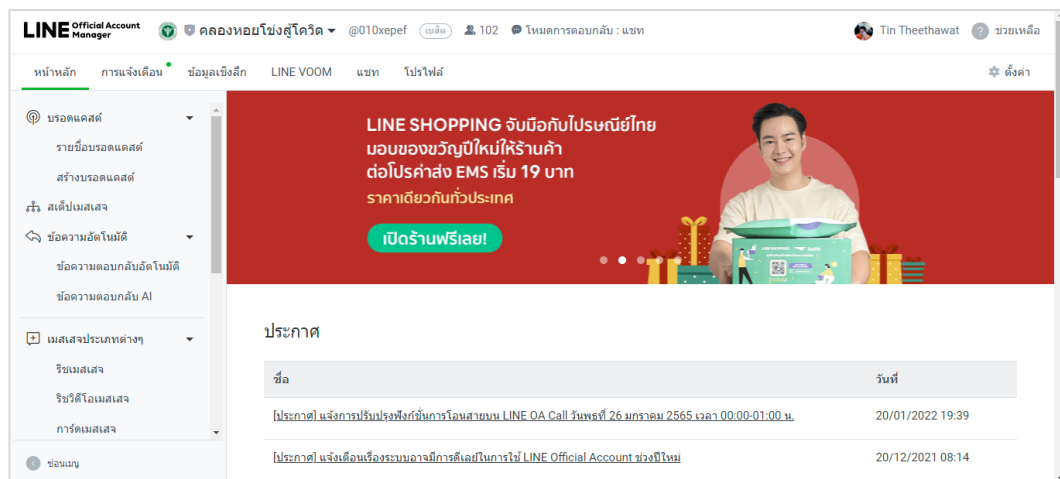 LINE Official Account Manager คลองหอยโข่งสู้โควิด @010xepef เบสิค 102 โหมดการตอบกลับ : แชท Tin Theethawat ช่วยเหลือ
หน้าหลัก การแจ้งเตือน ข้อมูลเชิงลึก LINE VOOM แชท โปรไฟล์ ตั้งค่า
บรอดแคสต์
รายชื่อบรอดแคสต์
สร้างบรอดแคสต์
สเต็ปเมสเสจ
ข้อความอัตโนมัติ
ข้อความตอบกลับอัตโนมัติ
ข้อความตอบกลับ AI
เมสเสจประเภทต่างๆ
ริชเมสเสจ
ริชวิดีโอเมสเสจ
การ์ดเมสเสจ
ซ่อนเมนู
LINE SHOPPING จับมือกับไปรษณีย์ไทย
มอบของขวัญปีใหม่ให้ร้านค้า
ต่อโปรค่าส่ง EMS เริ่ม 19 บาท
ราคาเดียวกันทั่วประเทศ
เปิดร้านฟรีเลย!
ประกาศ
ชื่อ วันที่
[ประกาศ] แจ้งการปรับปรุงฟังก์ชั่นการโอนสายบน LINE OA Call วันพุธที่ 26 มกราคม 2565 เวลา 00:00-01:00 น. 20/01/2022 19:39
[ประกาศ] แจ้งเตือนเรื่องระบบอาจมีการดีเลย์ในการใช้ LINE Official Account ช่วงปีใหม่ 20/12/2021 08:14